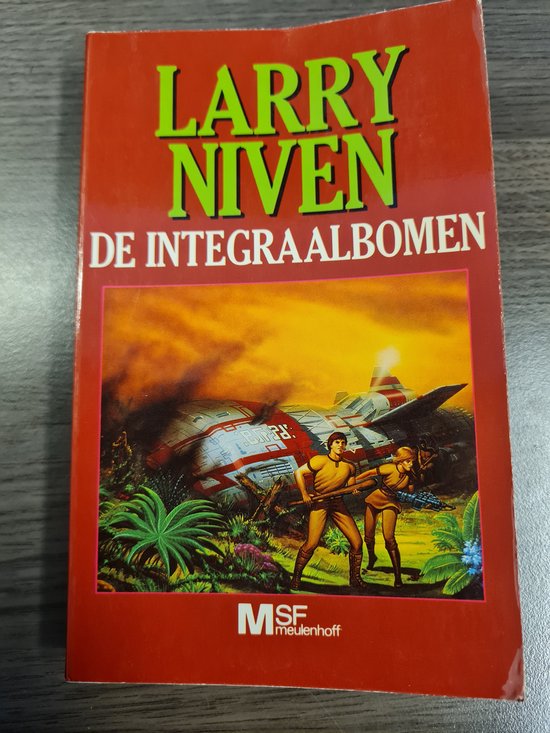 LARRY
NIVEN
DE INTEGRAALBOMEN
MSF
meulenhoff